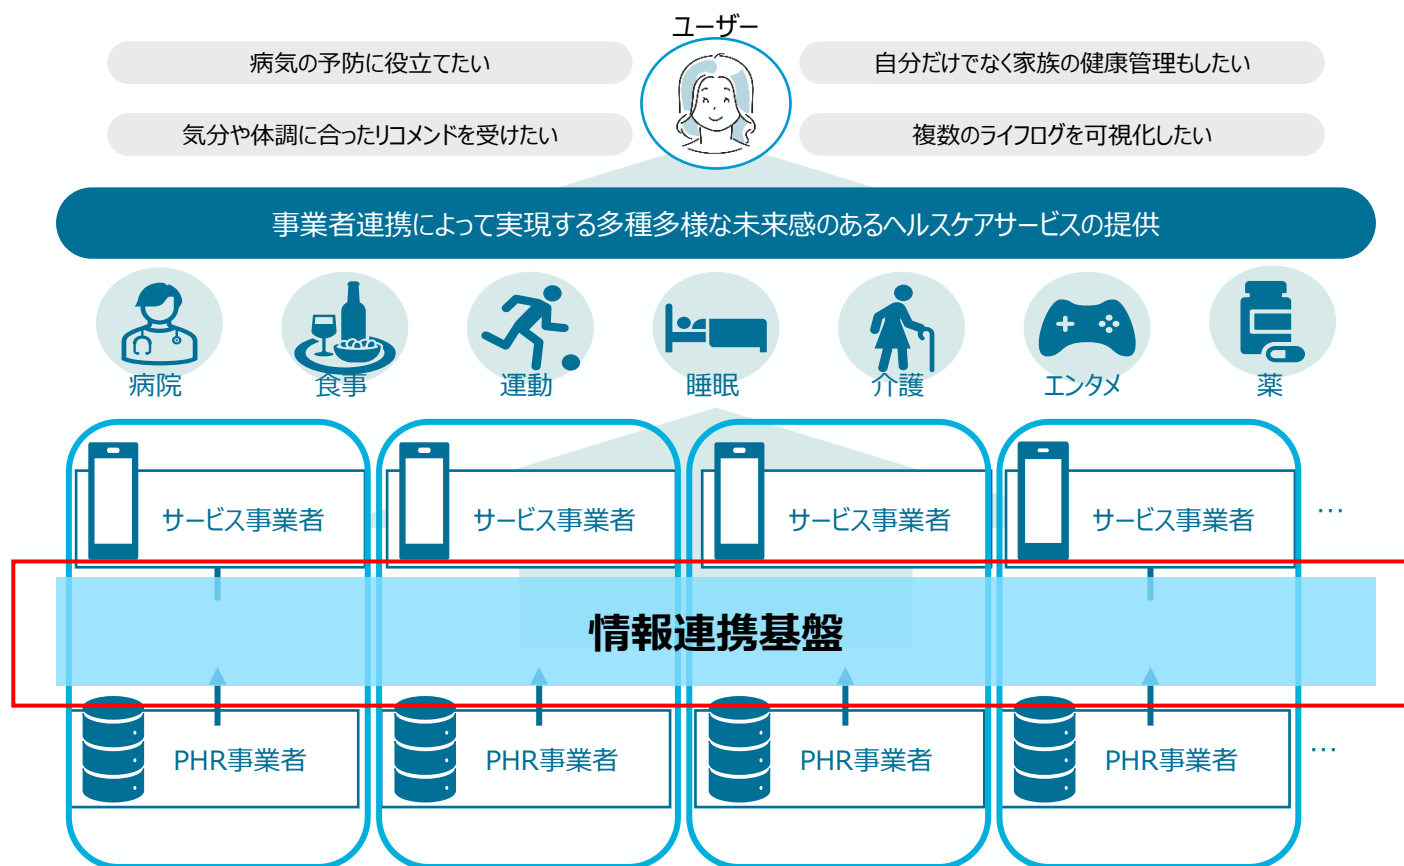 ユーザー
病気の予防に役立てたい
自分だけでなく家族の健康管理もしたい
気分や体調に合ったリコメンドを受けたい
複数のライフログを可視化したい
事業者連携によって実現する多種多様な未来感のあるヘルスケアサービスの提供
病院
食事
運動
睡眠
介護
エンタメ
薬
サービス事業者
サービス事業者
サービス事業者
サービス事業者
…
情報連携基盤
PHR事業者
PHR事業者
PHR事業者
PHR事業者
…